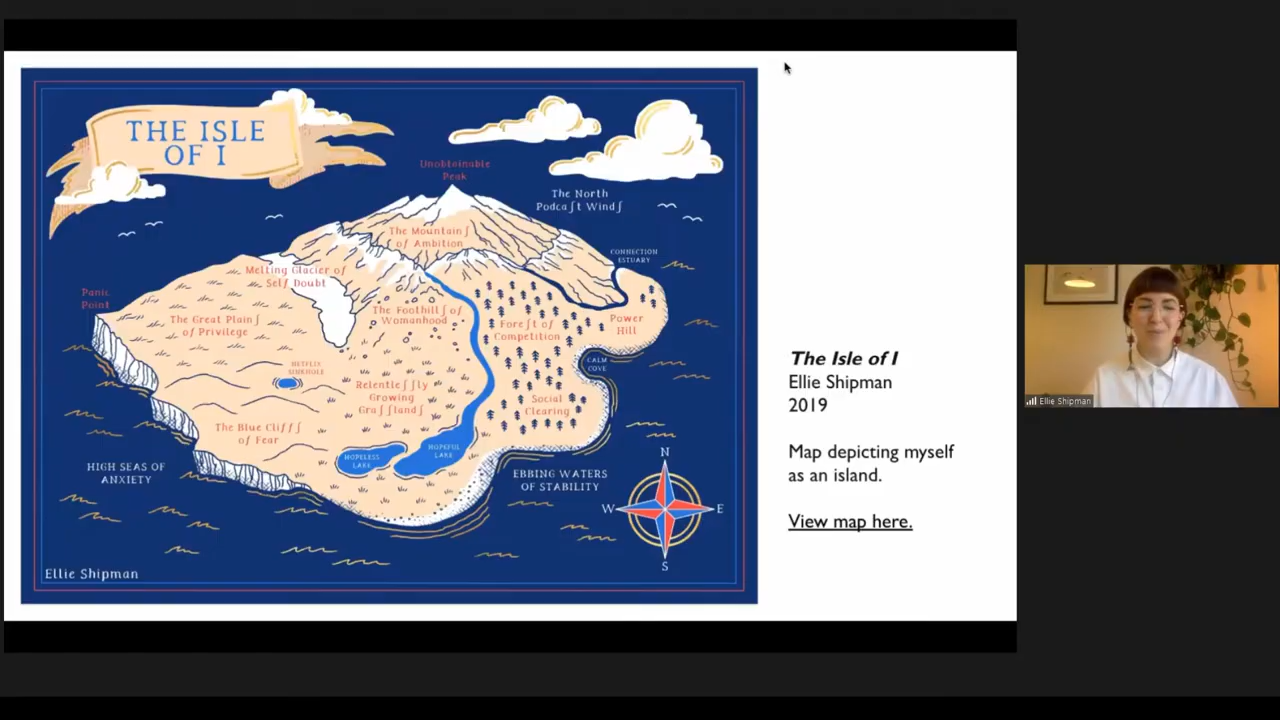 THE ISLE
OF I
Unobtainable
Peak
The North
Podcaſt Windſ
The Mountainſ
of Ambition
CONNECTION
ESTUARY
Melting Glacier of
Self Doubt
Panic
Point
The Great Plainſ
of Privilege
The Foothillſ of
Womanhood
Foreſt of
Competition
Power
Hill
CALM
COVE
NETFLIX
SINKHOLE
Relentleſſly
Growing
Graſſlandſ
Social
Clearing
The Blue Cliffſ
of Fear
HOPELESS
LAKE
HOPEFUL
LAKE
HIGH SEAS OF
ANXIETY
EBBING WATERS
OF STABILITY
N
W
E
S
Ellie Shipman
The Isle of I
Ellie Shipman
2019
Map depicting myself
as an island.
View map here.
Ellie Shipman